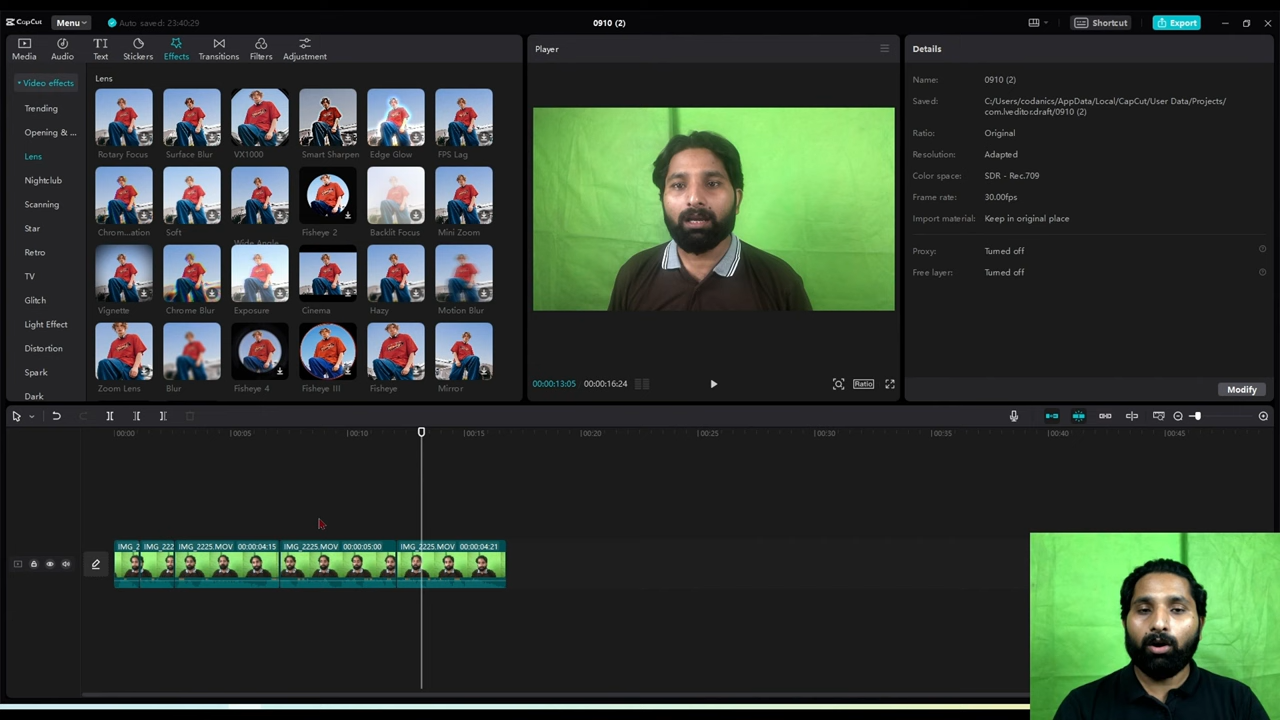 CapCut Menu Auto saved: 23:40:29 0910 (2) Shortcut Export
Media Audio Text Stickers Effects Transitions Filters Adjustment
Video effects
Trending
Opening & ...
Lens
Nightclub
Scanning
Star
Retro
TV
Glitch
Light Effect
Distortion
Spark
Dark
Lens
Rotary Focus Surface Blur VX1000 Smart Sharpen Edge Glow FPS Lag
Chrom...ation Soft Wide Angle Fisheye 2 Backlit Focus Mini Zoom
Vignette Chrome Blur Exposure Cinema Hazy Motion Blur
Zoom Lens Blur Fisheye 4 Fisheye III Fisheye Mirror
Player
00:00:13:05 00:00:16:24 Ratio
Details
Name: 0910 (2)
Saved: C:/Users/codanics/AppData/Local/CapCut/User Data/Projects/
com.lveditor.draft/0910 (2)
Ratio: Original
Resolution: Adapted
Color space: SDR - Rec.709
Frame rate: 30.00fps
Import material: Keep in original place
Proxy: Turned off
Free layer: Turned off
Modify
00:00 00:05 00:10 00:15 00:20 00:25 00:30 00:35 00:40 00:45
IMG_2 IMG_222 IMG_2225.MOV 00:00:04:15 IMG_2225.MOV 00:00:05:00 IMG_2225.MOV 00:00:04:21